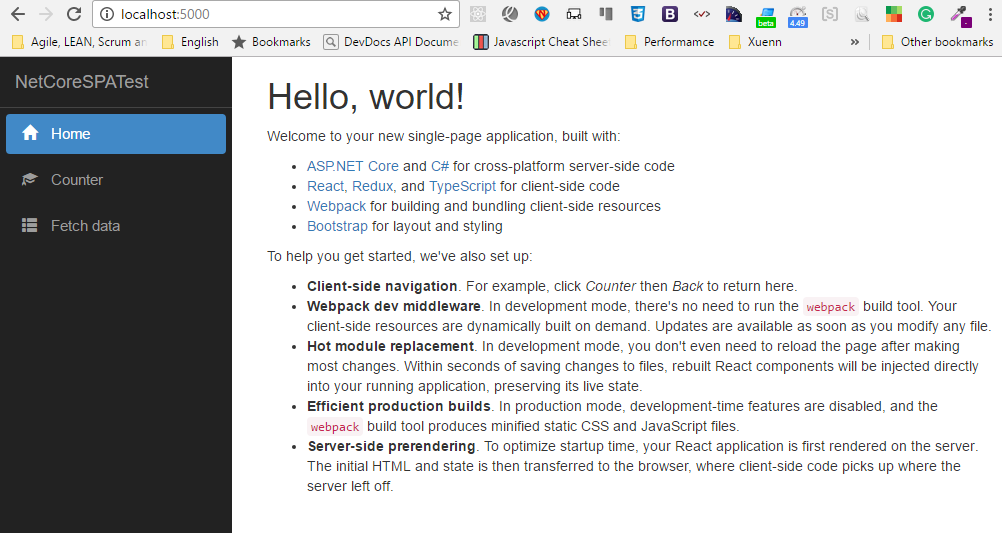 localhost:5000
beta
4.49
Agile, LEAN, Scrum an
English
Bookmarks
DevDocs API Docume
Javascript Cheat Shee
Performamce
Xuenn
»
Other bookmarks
NetCoreSPATest
Home
Counter
Fetch data
Hello, world!
Welcome to your new single-page application, built with:
• ASP.NET Core and C# for cross-platform server-side code
• React, Redux, and TypeScript for client-side code
• Webpack for building and bundling client-side resources
• Bootstrap for layout and styling
To help you get started, we've also set up:
• Client-side navigation. For example, click Counter then Back to return here.
• Webpack dev middleware. In development mode, there's no need to run the webpack build tool. Your
client-side resources are dynamically built on demand. Updates are available as soon as you modify any file.
• Hot module replacement. In development mode, you don't even need to reload the page after making
most changes. Within seconds of saving changes to files, rebuilt React components will be injected directly
into your running application, preserving its live state.
• Efficient production builds. In production mode, development-time features are disabled, and the
webpack build tool produces minified static CSS and JavaScript files.
• Server-side prerendering. To optimize startup time, your React application is first rendered on the server.
The initial HTML and state is then transferred to the browser, where client-side code picks up where the
server left off.